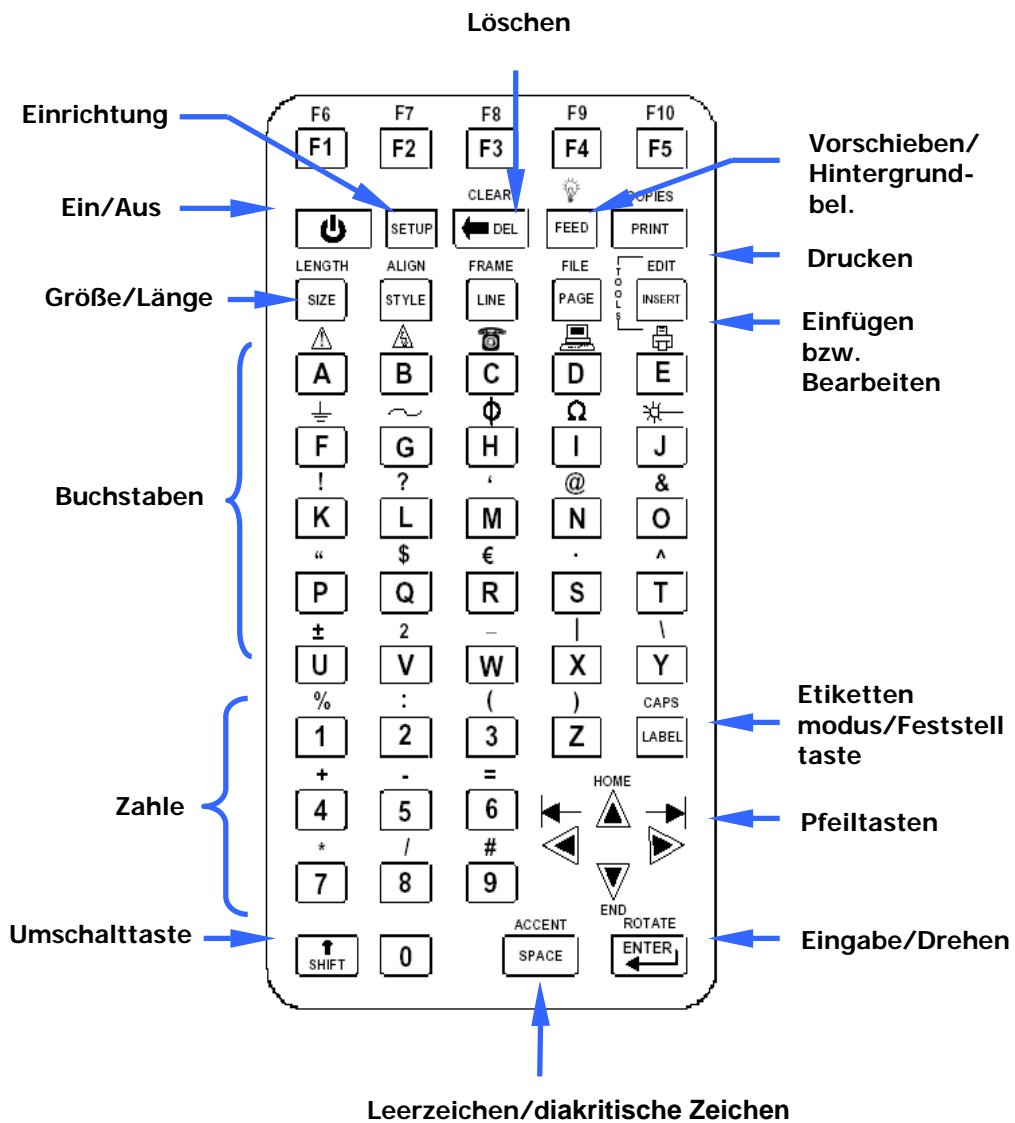 Löschen
F6 F7 F8 F9 F10
Einrichtung
F1 F2 F3 F4 F5
Vorschieben/
Hintergrund-
bel.
CLEAR COPIES
Ein/Aus
SETUP DEL FEED PRINT
Drucken
LENGTH ALIGN FRAME FILE EDIT
TOOLS
Größe/Länge
SIZE STYLE LINE PAGE INSERT
Einfügen
bzw.
Bearbeiten
A B C D E
⏚ ~ ϕ Ω
F G H I J
! ? ‘ @ &
Buchstaben
K L M N O
“ $ € · ^
P Q R S T
± 2 _ | \
U V W X Y
% : ( ) CAPS
Etiketten
modus/Feststell
taste
1 2 3 Z LABEL
+ - = HOME
Zahle
4 5 6
Pfeiltasten
* / #
7 8 9
END
ACCENT ROTATE
Umschalttaste
SHIFT 0 SPACE ENTER
Eingabe/Drehen
Leerzeichen/diakritische Zeichen